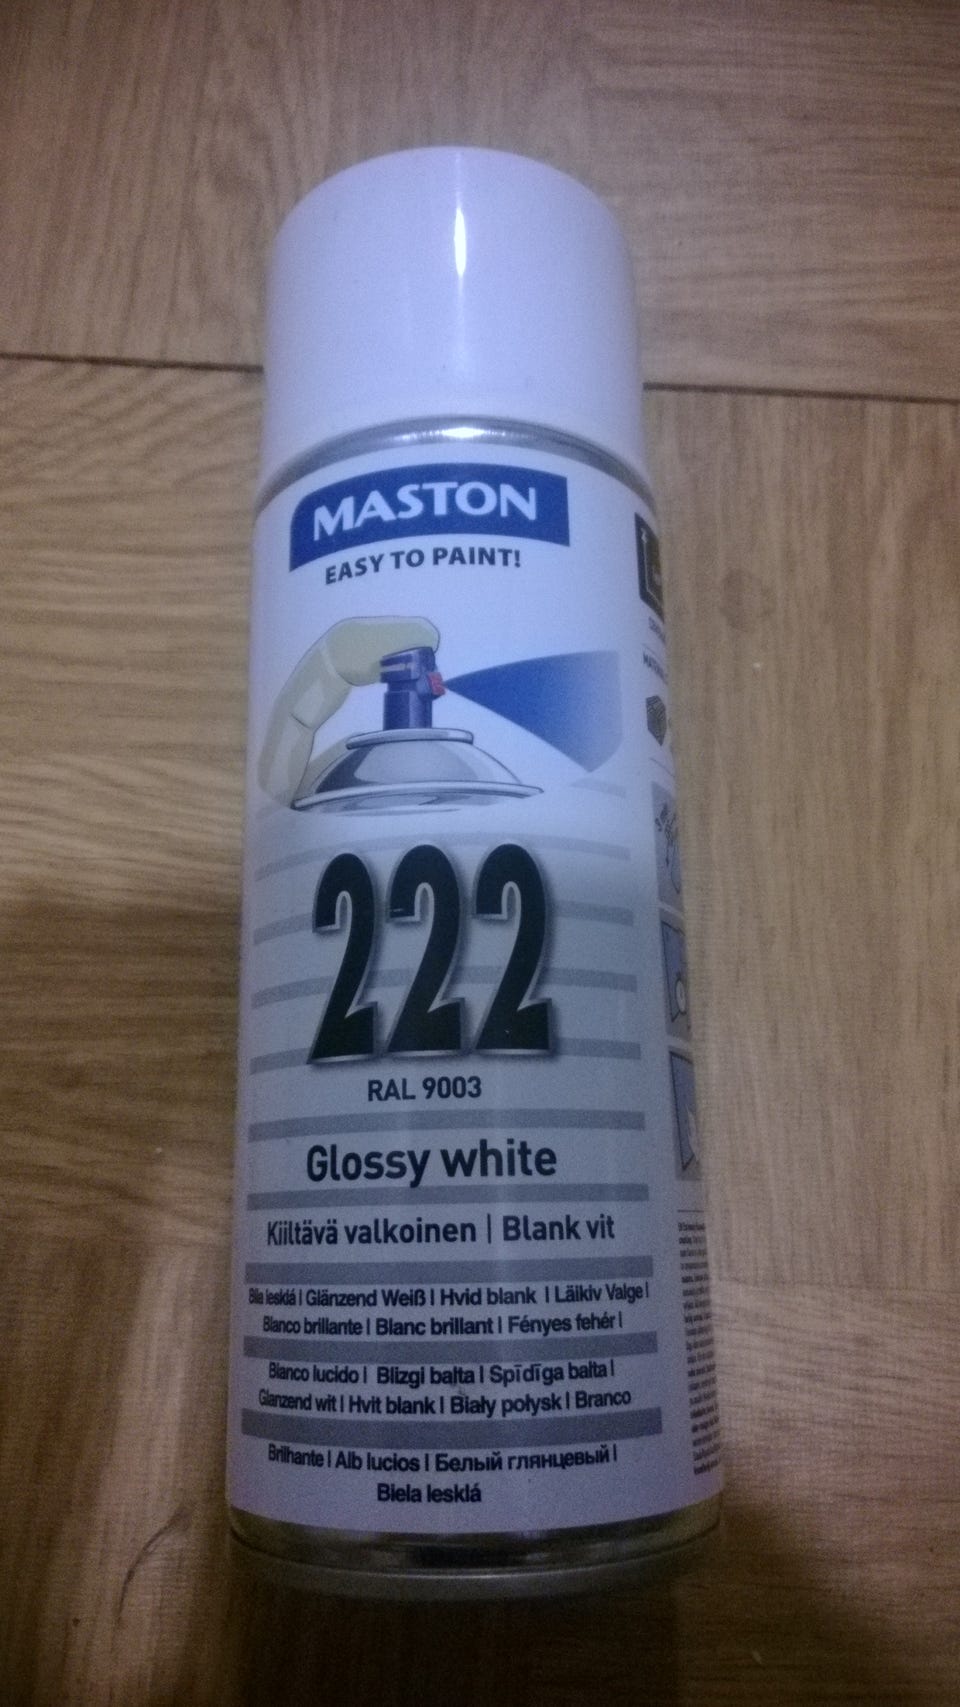 MASTON
EASY TO PAINT!
222
RAL 9003
Glossy white
Kiiltävä valkoinen | Blank vit
Bila lesklá | Glänzend Weiß | Hvid blank | Läikiv Valge |
Blanco brillante | Blanc brillant | Fényes fehér |
Bianco lucido | Blizgi balta | Spīdīga balta |
Glanzend wit | Hvit blank | Biały połysk | Branco
Brilhante | Alb lucios | Белый глянцевый |
Biela lesklá